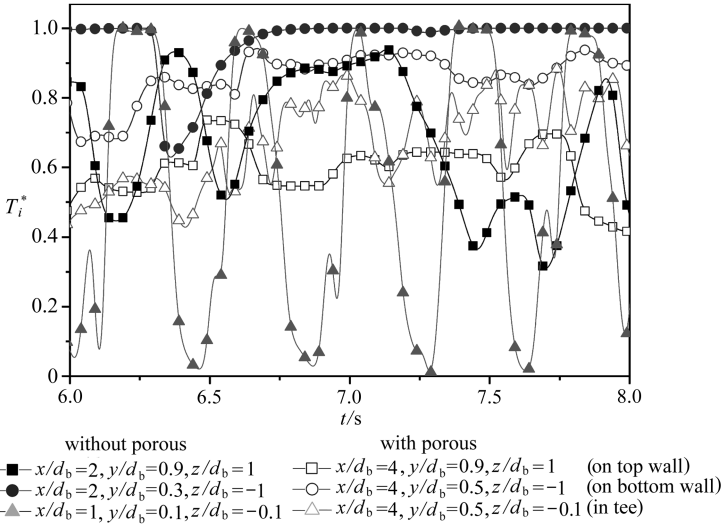 1.0
0.8
0.6
T_i^*
0.4
0.2
0
6.0 6.5 7.0 7.5 8.0
t/s
without porous with porous
x/d_b=2, y/d_b=0.9, z/d_b=1 x/d_b=4, y/d_b=0.9, z/d_b=1 (on top wall)
x/d_b=2, y/d_b=0.3, z/d_b=−1 x/d_b=4, y/d_b=0.5, z/d_b=−1 (on bottom wall)
x/d_b=1, y/d_b=0.1, z/d_b=−0.1 x/d_b=4, y/d_b=0.5, z/d_b=−0.1 (in tee)